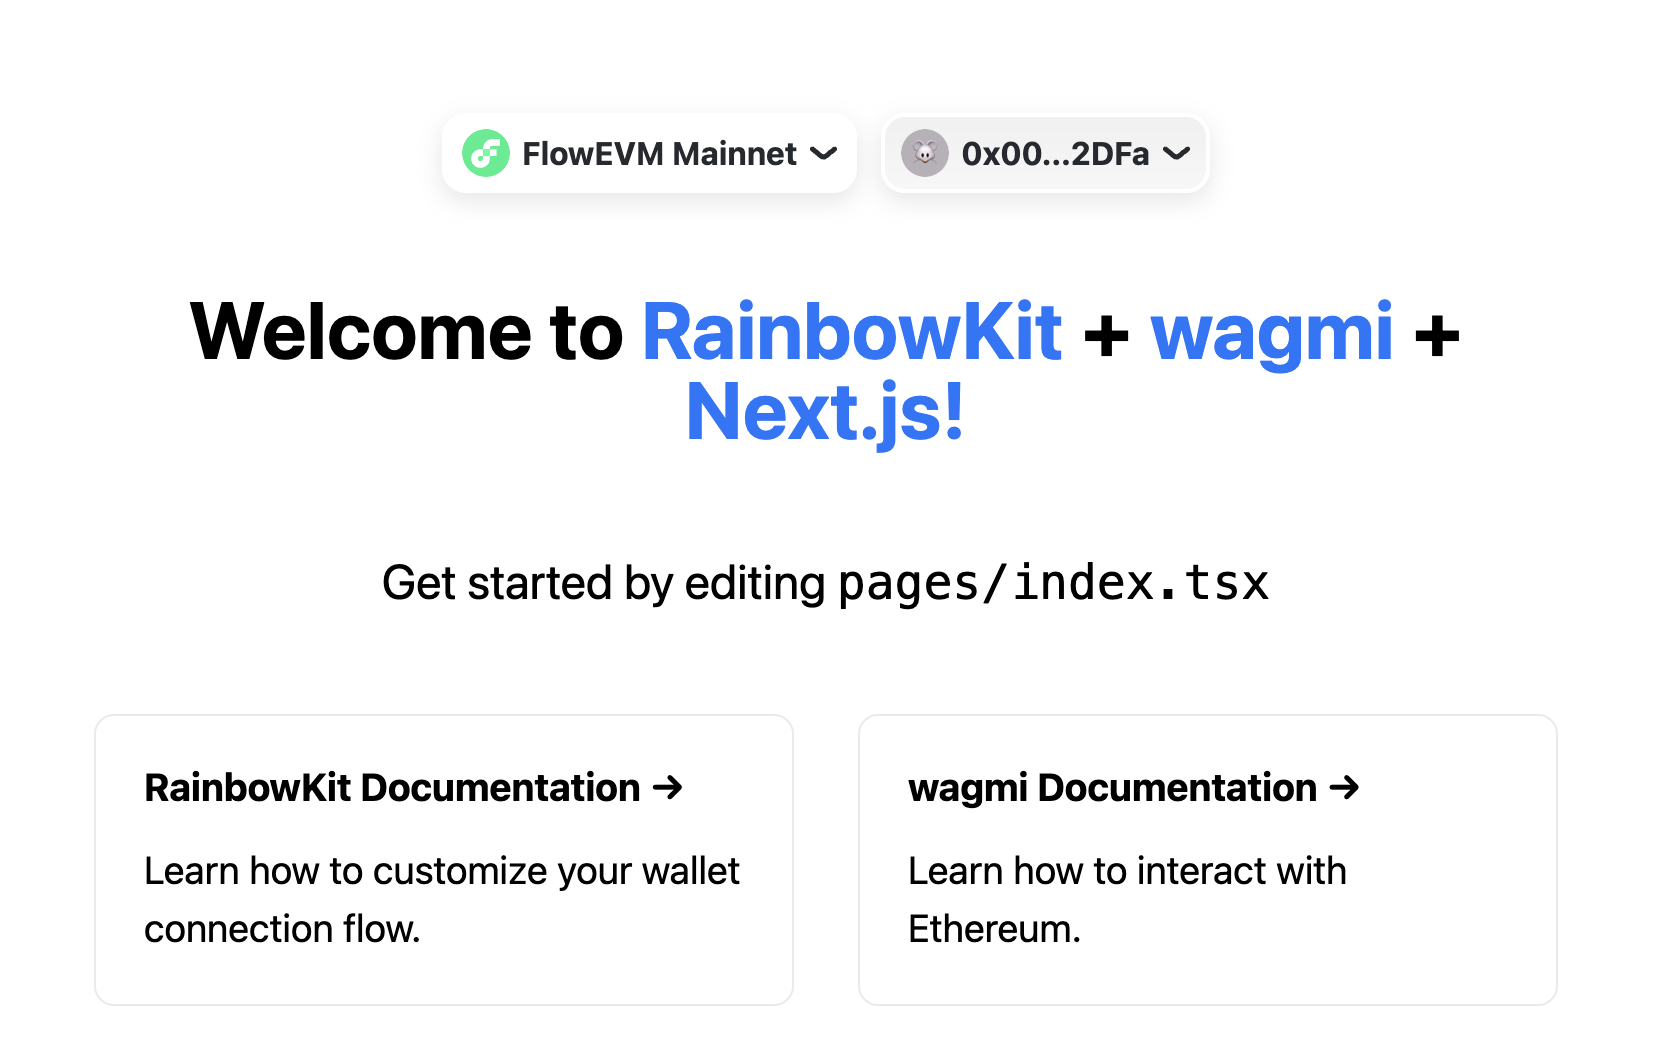 FlowEVM Mainnet
0x00...2DFa
Welcome to RainbowKit + wagmi +
Next.js!
Get started by editing pages/index.tsx
RainbowKit Documentation →
Learn how to customize your wallet
connection flow.
wagmi Documentation →
Learn how to interact with
Ethereum.